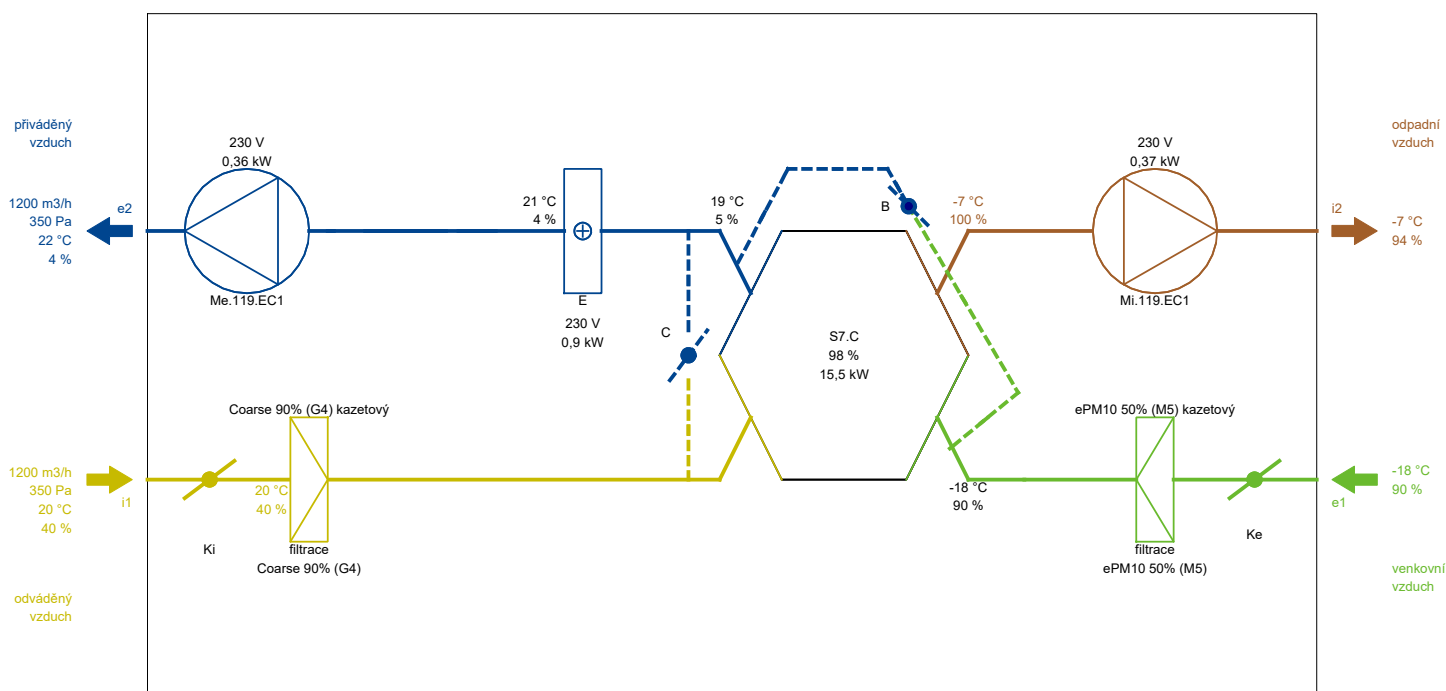 přiváděný
vzduch
230 V
0,36 kW
230 V
0,37 kW
odpadní
vzduch
1200 m3/h
350 Pa
22 °C
4 %
e2
21 °C
4 %
19 °C
5 %
B
-7 °C
100 %
i2
-7 °C
94 %
Me.119.EC1
E
230 V
0,9 kW
C
S7.C
98 %
15,5 kW
Mi.119.EC1
Coarse 90% (G4) kazetový
ePM10 50% (M5) kazetový
1200 m3/h
350 Pa
20 °C
40 %
i1
20 °C
40 %
-18 °C
90 %
e1
-18 °C
90 %
Ki
filtrace
Coarse 90% (G4)
filtrace
ePM10 50% (M5)
Ke
odváděný
vzduch
venkovní
vzduch